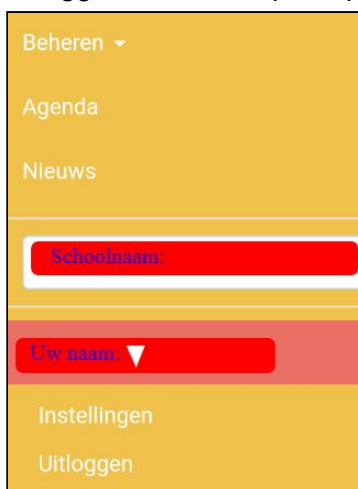 Beheren
Agenda
Nieuws
Schoolnaam:
Uw naam:
Instellingen
Uitloggen